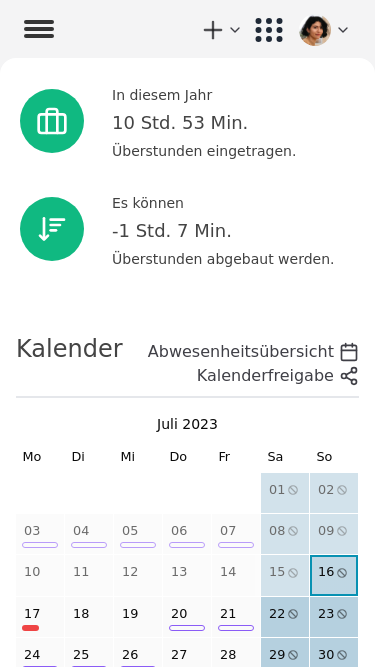 In diesem Jahr
10 Std. 53 Min.
Überstunden eingetragen.
Es können
-1 Std. 7 Min.
Überstunden abgebaut werden.
Kalender
Abwesenheitsübersicht
Kalenderfreigabe
Juli 2023
Mo Di Mi Do Fr Sa So
01 02
03 04 05 06 07 08 09
10 11 12 13 14 15 16
17 18 19 20 21 22 23
24 25 26 27 28 29 30